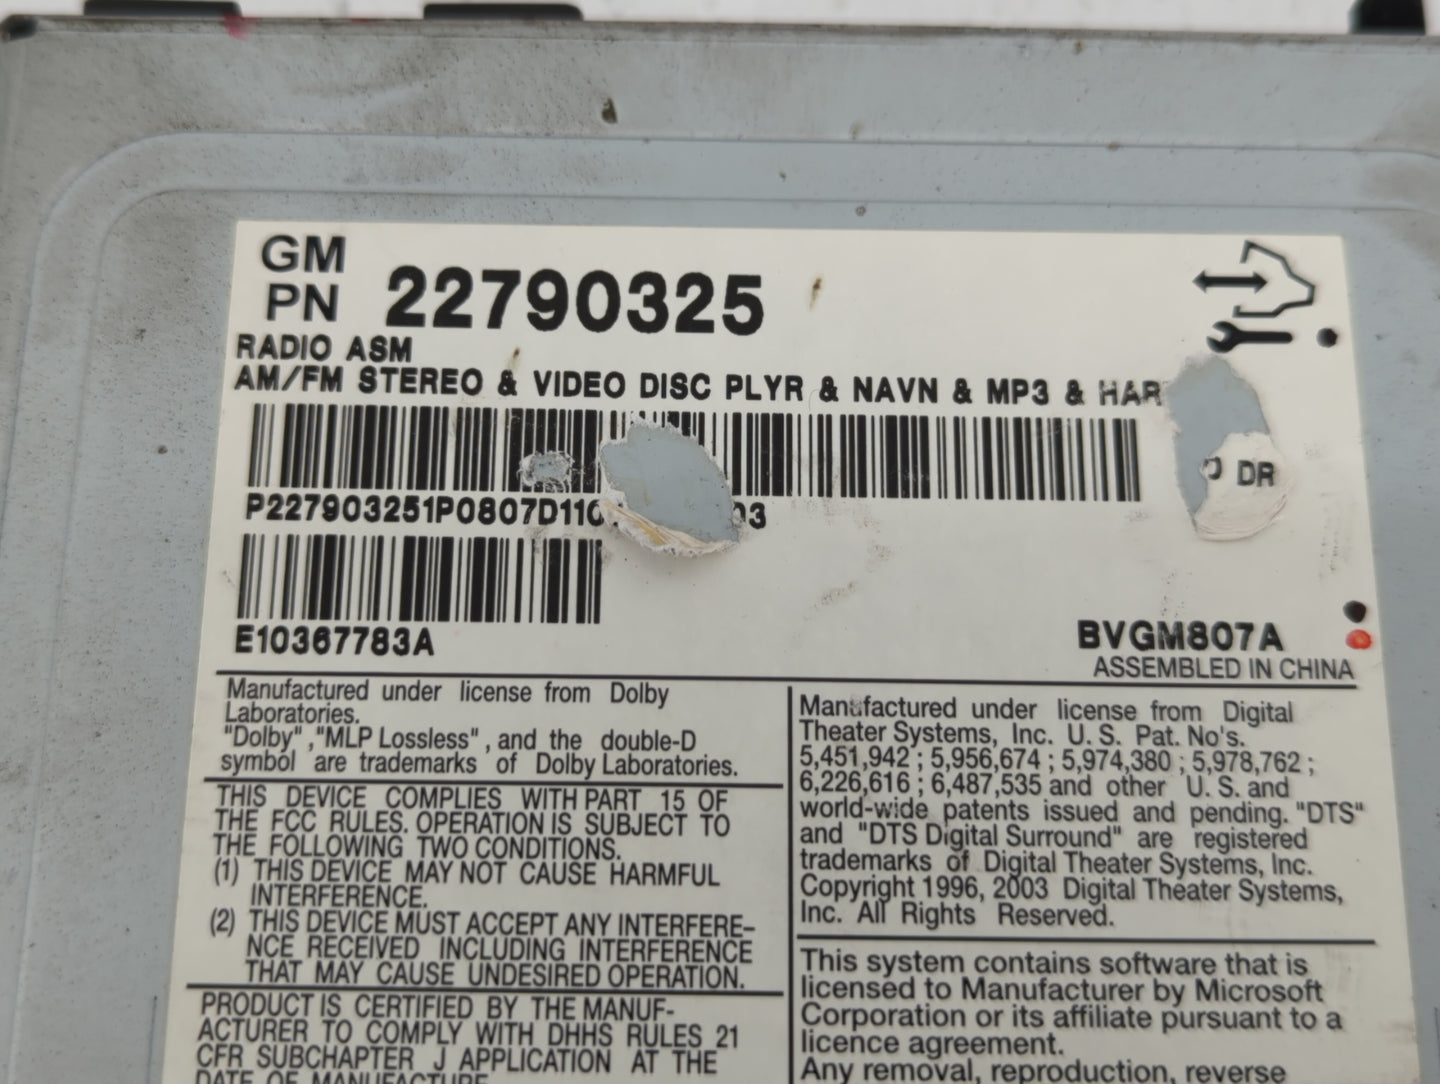 GM
PN 22790325
RADIO ASM
AM/FM STEREO & VIDEO DISC PLYR & NAVN & MP3 & HAR
DR
P227903251P0807D110 03
E10367783A
BVGM807A
ASSEMBLED IN CHINA
Manufactured under license from Dolby
Laboratories.
"Dolby" ,"MLP Lossless" , and the double-D
symbol are trademarks of Dolby Laboratories.
THIS DEVICE COMPLIES WITH PART 15 OF
THE FCC RULES. OPERATION IS SUBJECT TO
THE FOLLOWING TWO CONDITIONS.
(1) THIS DEVICE MAY NOT CAUSE HARMFUL
INTERFERENCE.
(2) THIS DEVICE MUST ACCEPT ANY INTERFERE-
NCE RECEIVED INCLUDING INTERFERENCE
THAT MAY CAUSE UNDESIRED OPERATION.
PRODUCT IS CERTIFIED BY THE MANUF-
ACTURER TO COMPLY WITH DHHS RULES 21
CFR SUBCHAPTER J APPLICATION AT THE
DATE OF MANUFACTURE
Manufactured under license from Digital
Theater Systems, Inc. U. S. Pat. No's.
5,451,942 ; 5,956,674 ; 5,974,380 ; 5,978,762 ;
6,226,616 ; 6,487,535 and other U. S. and
world-wide patents issued and pending. "DTS"
and "DTS Digital Surround" are registered
trademarks of Digital Theater Systems, Inc.
Copyright 1996, 2003 Digital Theater Systems,
Inc. All Rights Reserved.
This system contains software that is
licensed to Manufacturer by Microsoft
Corporation or its affiliate pursuant to a
licence agreement.
Any removal, reproduction, reverse